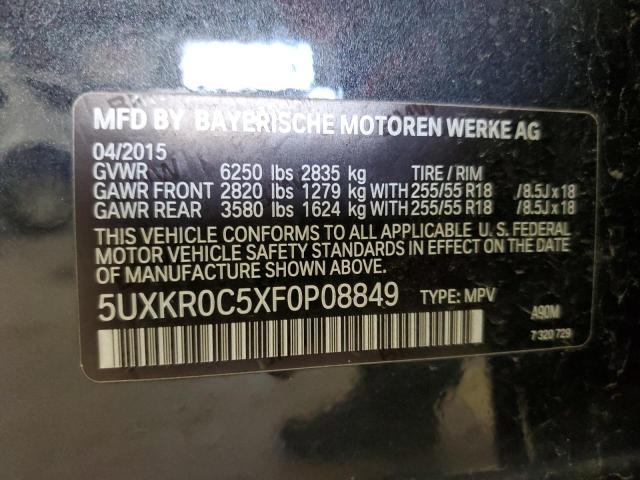 MFD BY BAYERISCHE MOTOREN WERKE AG
04/2015
GVWR 6250 lbs 2835 kg TIRE / RIM
GAWR FRONT 2820 lbs 1279 kg WITH 255/55 R18 /8.5J x 18
GAWR REAR 3580 lbs 1624 kg WITH 255/55 R18 /8.5J x 18
THIS VEHICLE CONFORMS TO ALL APPLICABLE U. S. FEDERAL
MOTOR VEHICLE SAFETY STANDARDS IN EFFECT ON THE DATE
OF MANUFACTURE SHOWN ABOVE.
5UXKR0C5XF0P08849 TYPE: MPV A90M
7 320 729